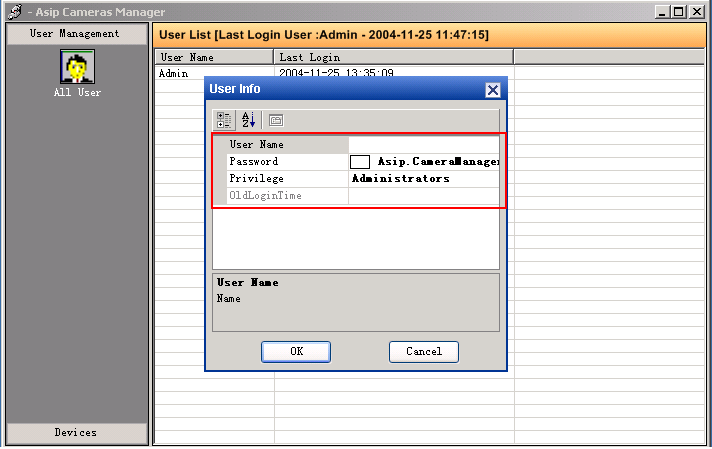 - Asip Cameras Manager
User Management
User List [Last Login User :Admin - 2004-11-25 11:47:15]
All User
User Name Last Login
Admin 2004-11-25 13:35:09
User Info
User Name
Password Asip.CameraManager
Privilege Administrators
OldLoginTime
User Name
Name
OK Cancel
Devices